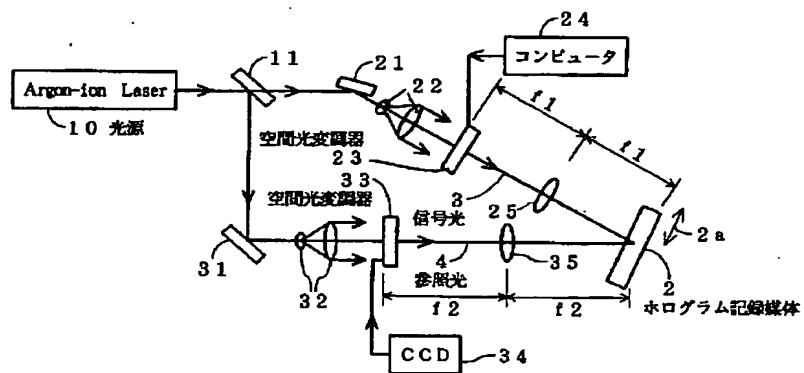 24
コンピュータ
11
21
22
Argon-ion Laser
10 光源
f1
f1
空間光変調器
23
33
3
25
2a
空間光変調器
信号光
31
32
4
35
2
参照光
f2
f2
ホログラム記録媒体
CCD
34